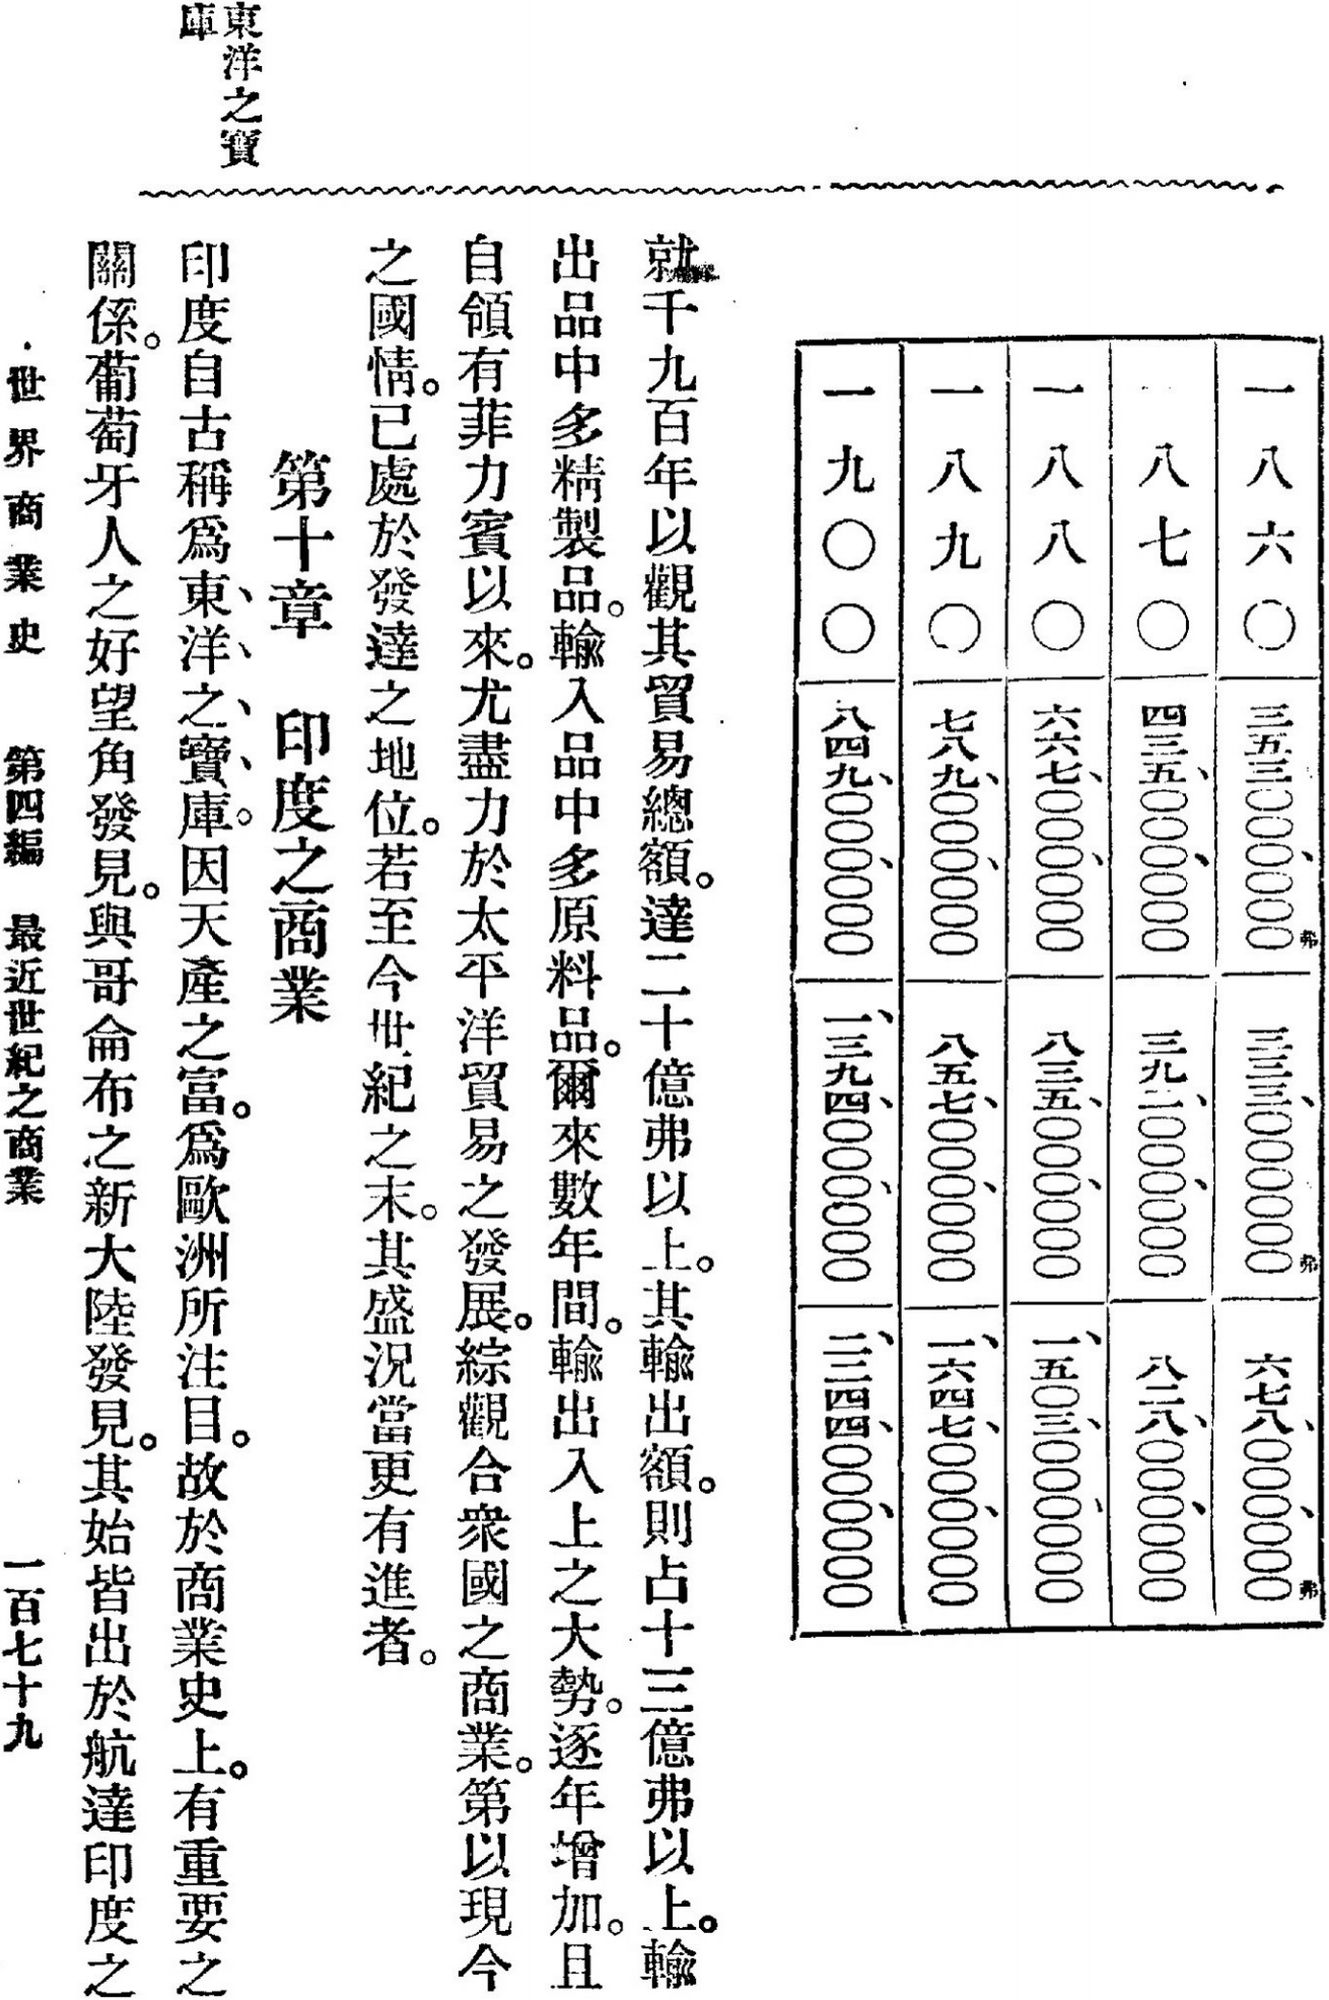 一八六〇 三五三、〇〇〇、〇〇〇弗 三三三、〇〇〇、〇〇〇弗 六七八、〇〇〇、〇〇〇弗
一八七〇 四三五、〇〇〇、〇〇〇 三九二、〇〇〇、〇〇〇 八二八、〇〇〇、〇〇〇
一八八〇 六六七、〇〇〇、〇〇〇 八三五、〇〇〇、〇〇〇 一、五〇三、〇〇〇、〇〇〇
一八九〇 七八九、〇〇〇、〇〇〇 八五七、〇〇〇、〇〇〇 一、六四七、〇〇〇、〇〇〇
一九〇〇 八四九、〇〇〇、〇〇〇 一、三九四、〇〇〇、〇〇〇 二、二四四、〇〇〇、〇〇〇
就千九百年以觀其貿易總額。達二十億弗以上。其輸出額。則占十三億弗以上。輸
出品中多精製品。輸入品中多原料品。爾來數年間。輸出入上之大勢。逐年增加。且
自領有菲力賓以來。尤盡力於太平洋貿易之發展。綜觀合衆國之商業。第以現今
之國情。已處於發達之地位。若至今世紀之末。其盛況當更有進者。
第十章 印度之商業
東洋之寶
庫
印度自古稱爲東洋之寶庫。因天產之富。爲歐洲所注目。故於商業史上。有重要之
關係。葡萄牙人之好望角發見。與哥侖布之新大陸發見。其始皆出於航達印度之
世界商業史 第四編 最近世紀之商業 一百七十九